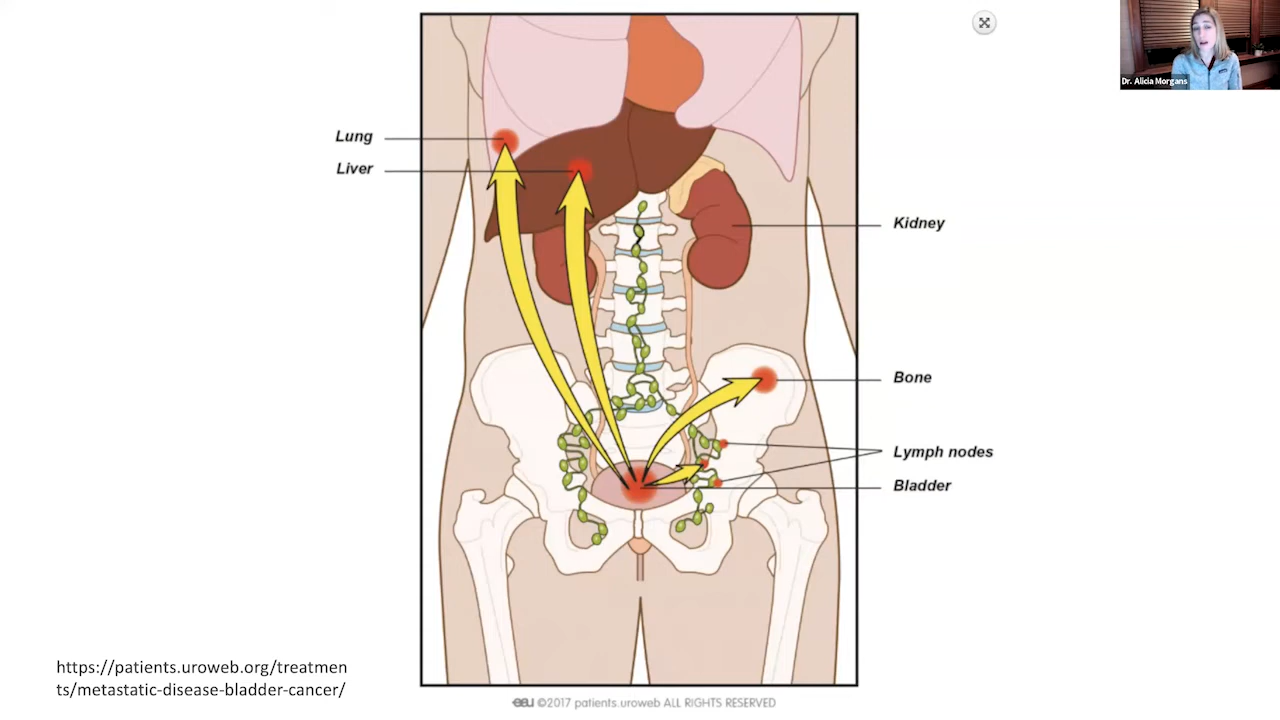 Dr. Alicia Morgans
Lung
Liver
Kidney
Bone
Lymph nodes
Bladder
https://patients.uroweb.org/treatmen
ts/metastatic-disease-bladder-cancer/
eau ©2017 patients.uroweb ALL RIGHTS RESERVED